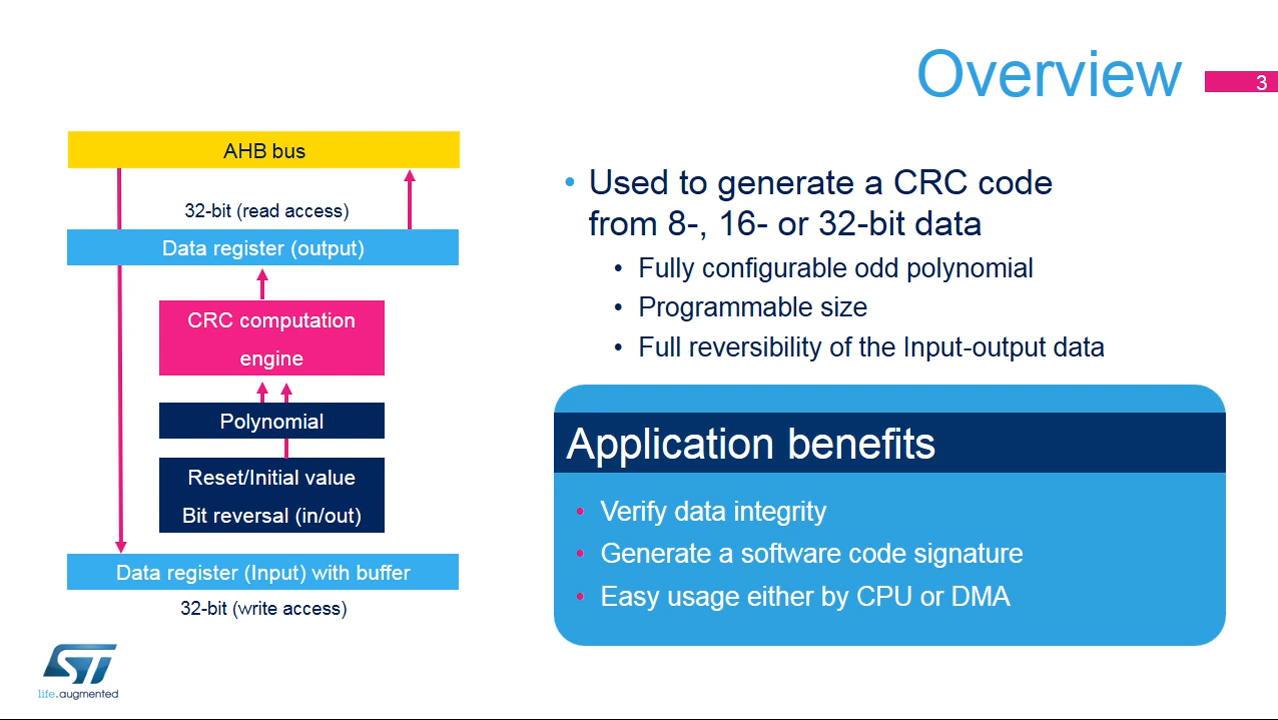 Overview
3
AHB bus
32-bit (read access)
Data register (output)
CRC computation
engine
Polynomial
Reset/Initial value
Bit reversal (in/out)
Data register (Input) with buffer
32-bit (write access)
• Used to generate a CRC code
from 8-, 16- or 32-bit data
• Fully configurable odd polynomial
• Programmable size
• Full reversibility of the Input-output data
Application benefits
• Verify data integrity
• Generate a software code signature
• Easy usage either by CPU or DMA
ST
life.augmented